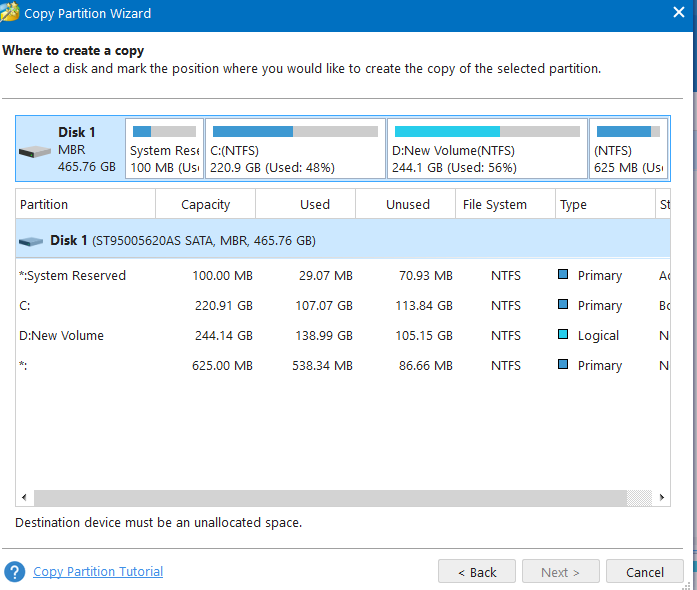 Copy Partition Wizard
Where to create a copy
Select a disk and mark the position where you would like to create the copy of the selected partition.
Disk 1
MBR
465.76 GB
System Rese
100 MB (Us
C:(NTFS)
220.9 GB (Used: 48%)
D:New Volume(NTFS)
244.1 GB (Used: 56%)
(NTFS)
625 MB (Us
Partition Capacity Used Unused File System Type St
Disk 1 (ST95005620AS SATA, MBR, 465.76 GB)
*:System Reserved 100.00 MB 29.07 MB 70.93 MB NTFS Primary Ac
C: 220.91 GB 107.07 GB 113.84 GB NTFS Primary Bo
D:New Volume 244.14 GB 138.99 GB 105.15 GB NTFS Logical N
*: 625.00 MB 538.34 MB 86.66 MB NTFS Primary N
Destination device must be an unallocated space.
? Copy Partition Tutorial < Back Next > Cancel